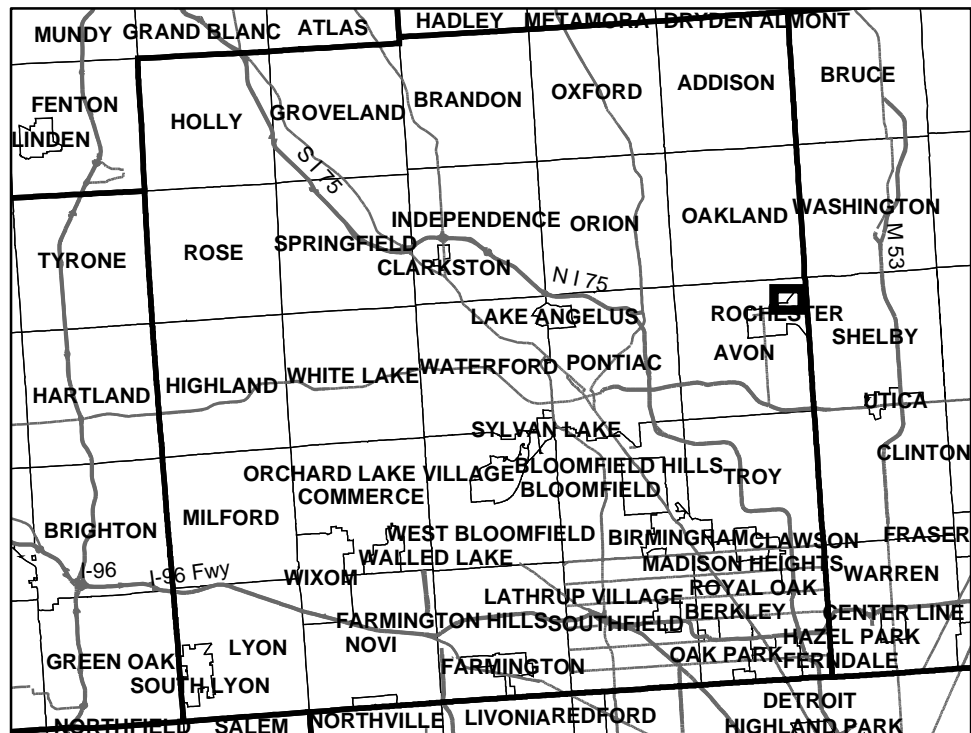 HADLEY METAMORA DRYDEN ALMONT
MUNDY GRAND BLANC ATLAS
BRUCE
ADDISON
OXFORD
BRANDON
FENTON
GROVELAND
HOLLY
LINDEN
S I 75
INDEPENDENCE ORION OAKLAND WASHINGTON
TYRONE ROSE SPRINGFIELD
M 53
CLARKSTON
N I 75
LAKE ANGELUS ROCHESTER
SHELBY
AVON
PONTIAC
WATERFORD
WHITE LAKE
HIGHLAND
HARTLAND
UTICA
SYLVAN LAKE
CLINTON
BLOOMFIELD HILLS
ORCHARD LAKE VILLAGE
TROY
COMMERCE BLOOMFIELD
MILFORD
BRIGHTON
WEST BLOOMFIELD BIRMINGHAM CLAWSON FRASER
WALLED LAKE MADISON HEIGHTS
I-96 I-96 Fwy WIXOM WARREN
ROYAL OAK
LATHRUP VILLAGE
BERKLEY CENTER LINE
FARMINGTON HILLS SOUTHFIELD
HAZEL PARK
LYON NOVI
OAK PARK FERNDALE
GREEN OAK FARMINGTON
SOUTH LYON
DETROIT
NORTHFIELD SALEM NORTHVILLE LIVONIA REDFORD
HIGHLAND PARK